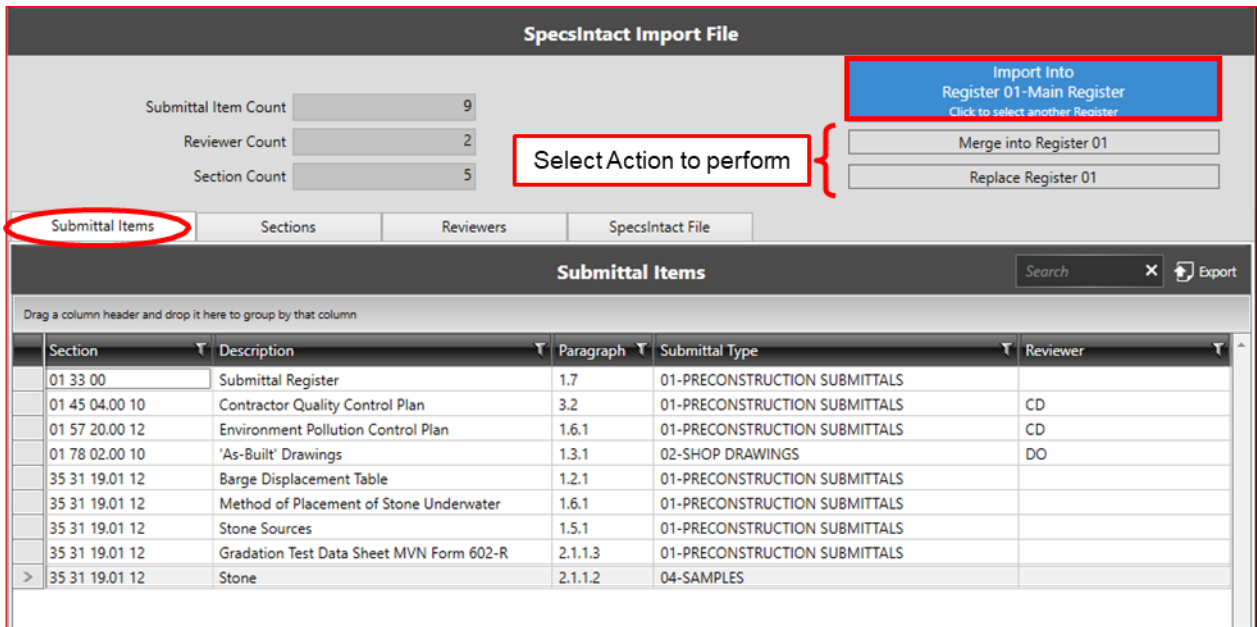 SpecsIntact Import File
Import Into
Register 01-Main Register
Click to select another Register
Submittal Item Count 9
Reviewer Count 2
Section Count 5
Select Action to perform
Merge into Register 01
Replace Register 01
Submittal Items Sections Reviewers SpecsIntact File
Submittal Items Search × Export
Drag a column header and drop it here to group by that column
Section Description Paragraph Submittal Type Reviewer
01 33 00 Submittal Register 1.7 01-PRECONSTRUCTION SUBMITTALS
01 45 04.00 10 Contractor Quality Control Plan 3.2 01-PRECONSTRUCTION SUBMITTALS CD
01 57 20.00 12 Environment Pollution Control Plan 1.6.1 01-PRECONSTRUCTION SUBMITTALS CD
01 78 02.00 10 'As-Built' Drawings 1.3.1 02-SHOP DRAWINGS DO
35 31 19.01 12 Barge Displacement Table 1.2.1 01-PRECONSTRUCTION SUBMITTALS
35 31 19.01 12 Method of Placement of Stone Underwater 1.6.1 01-PRECONSTRUCTION SUBMITTALS
35 31 19.01 12 Stone Sources 1.5.1 01-PRECONSTRUCTION SUBMITTALS
35 31 19.01 12 Gradation Test Data Sheet MVN Form 602-R 2.1.1.3 01-PRECONSTRUCTION SUBMITTALS
> 35 31 19.01 12 Stone 2.1.1.2 04-SAMPLES